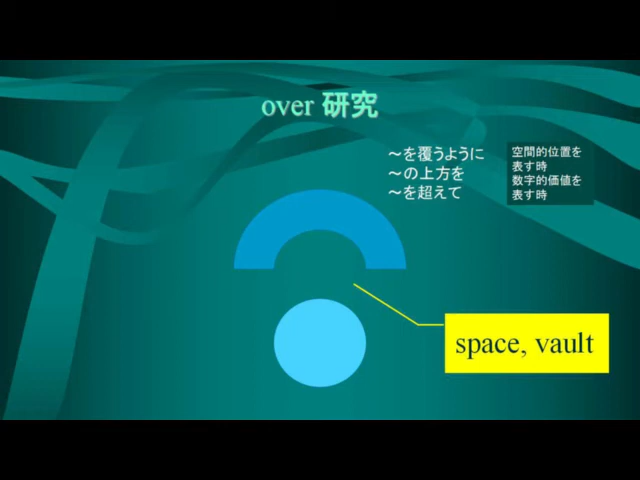 over 研究
～を覆うように
～の上方を
～を超えて
空間的位置を
表す時
数字的価値を
表す時
space, vault